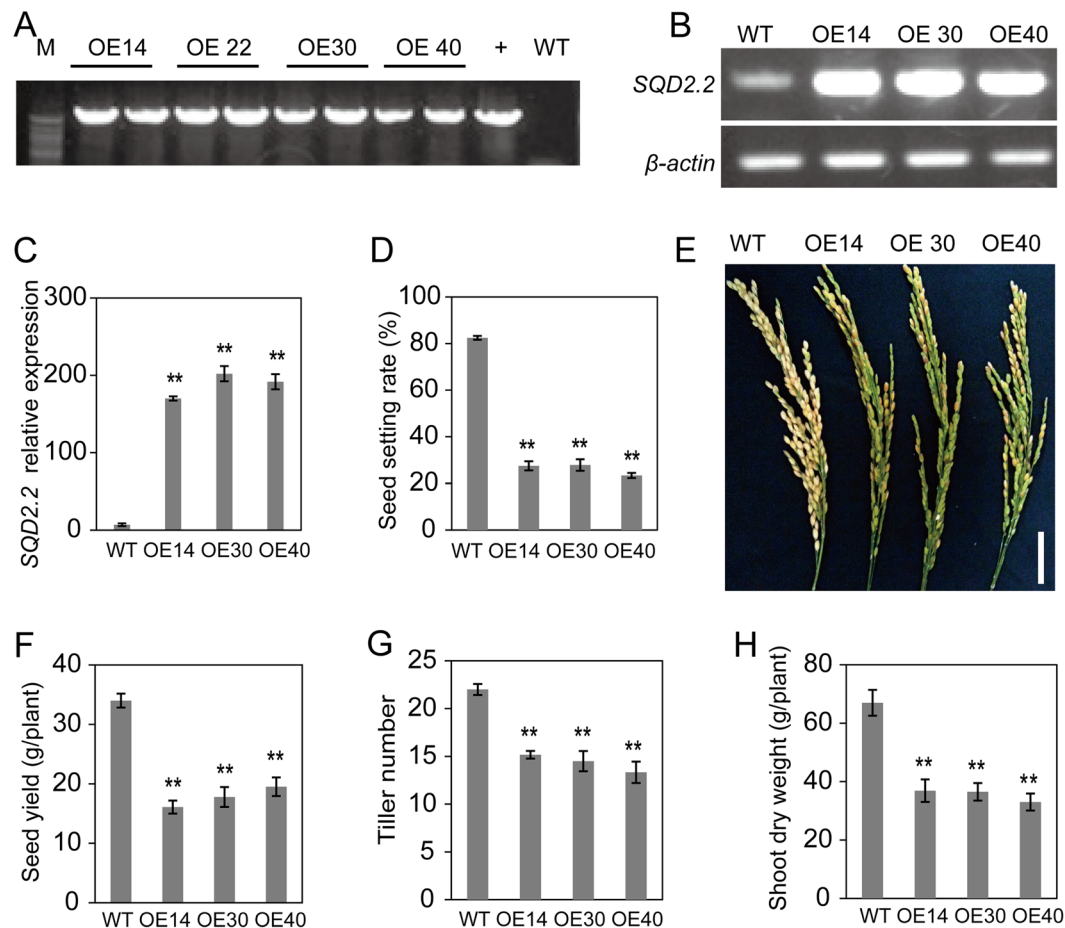 A
M OE14 OE 22 OE30 OE 40 + WT
B
WT OE14 OE 30 OE40
SQD2.2
β-actin
C
SQD2.2 relative expression
300
200
100
0
** ** **
WT OE14 OE30 OE40
D
Seed setting rate (%)
100
80
60
40
20
0
** ** **
WT OE14 OE30 OE40
E
WT OE14 OE 30 OE40
F
Seed yield (g/plant)
40
30
20
10
0
** ** **
WT OE14 OE30 OE40
G
Tiller number
25
20
15
10
5
0
** ** **
WT OE14 OE30 OE40
H
Shoot dry weight (g/plant)
80
60
40
20
0
** ** **
WT OE14 OE30 OE40